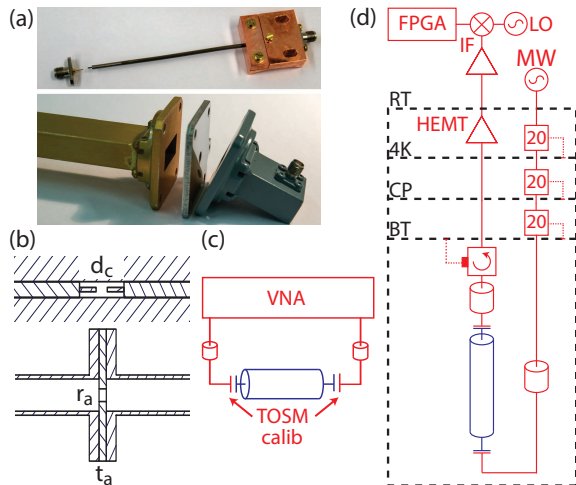 (a)
(b)
d_c
r_a
t_a
(c)
VNA
TOSM
calib
(d)
FPGA
LO
IF
MW
RT
HEMT
20
4K
20
CP
20
BT